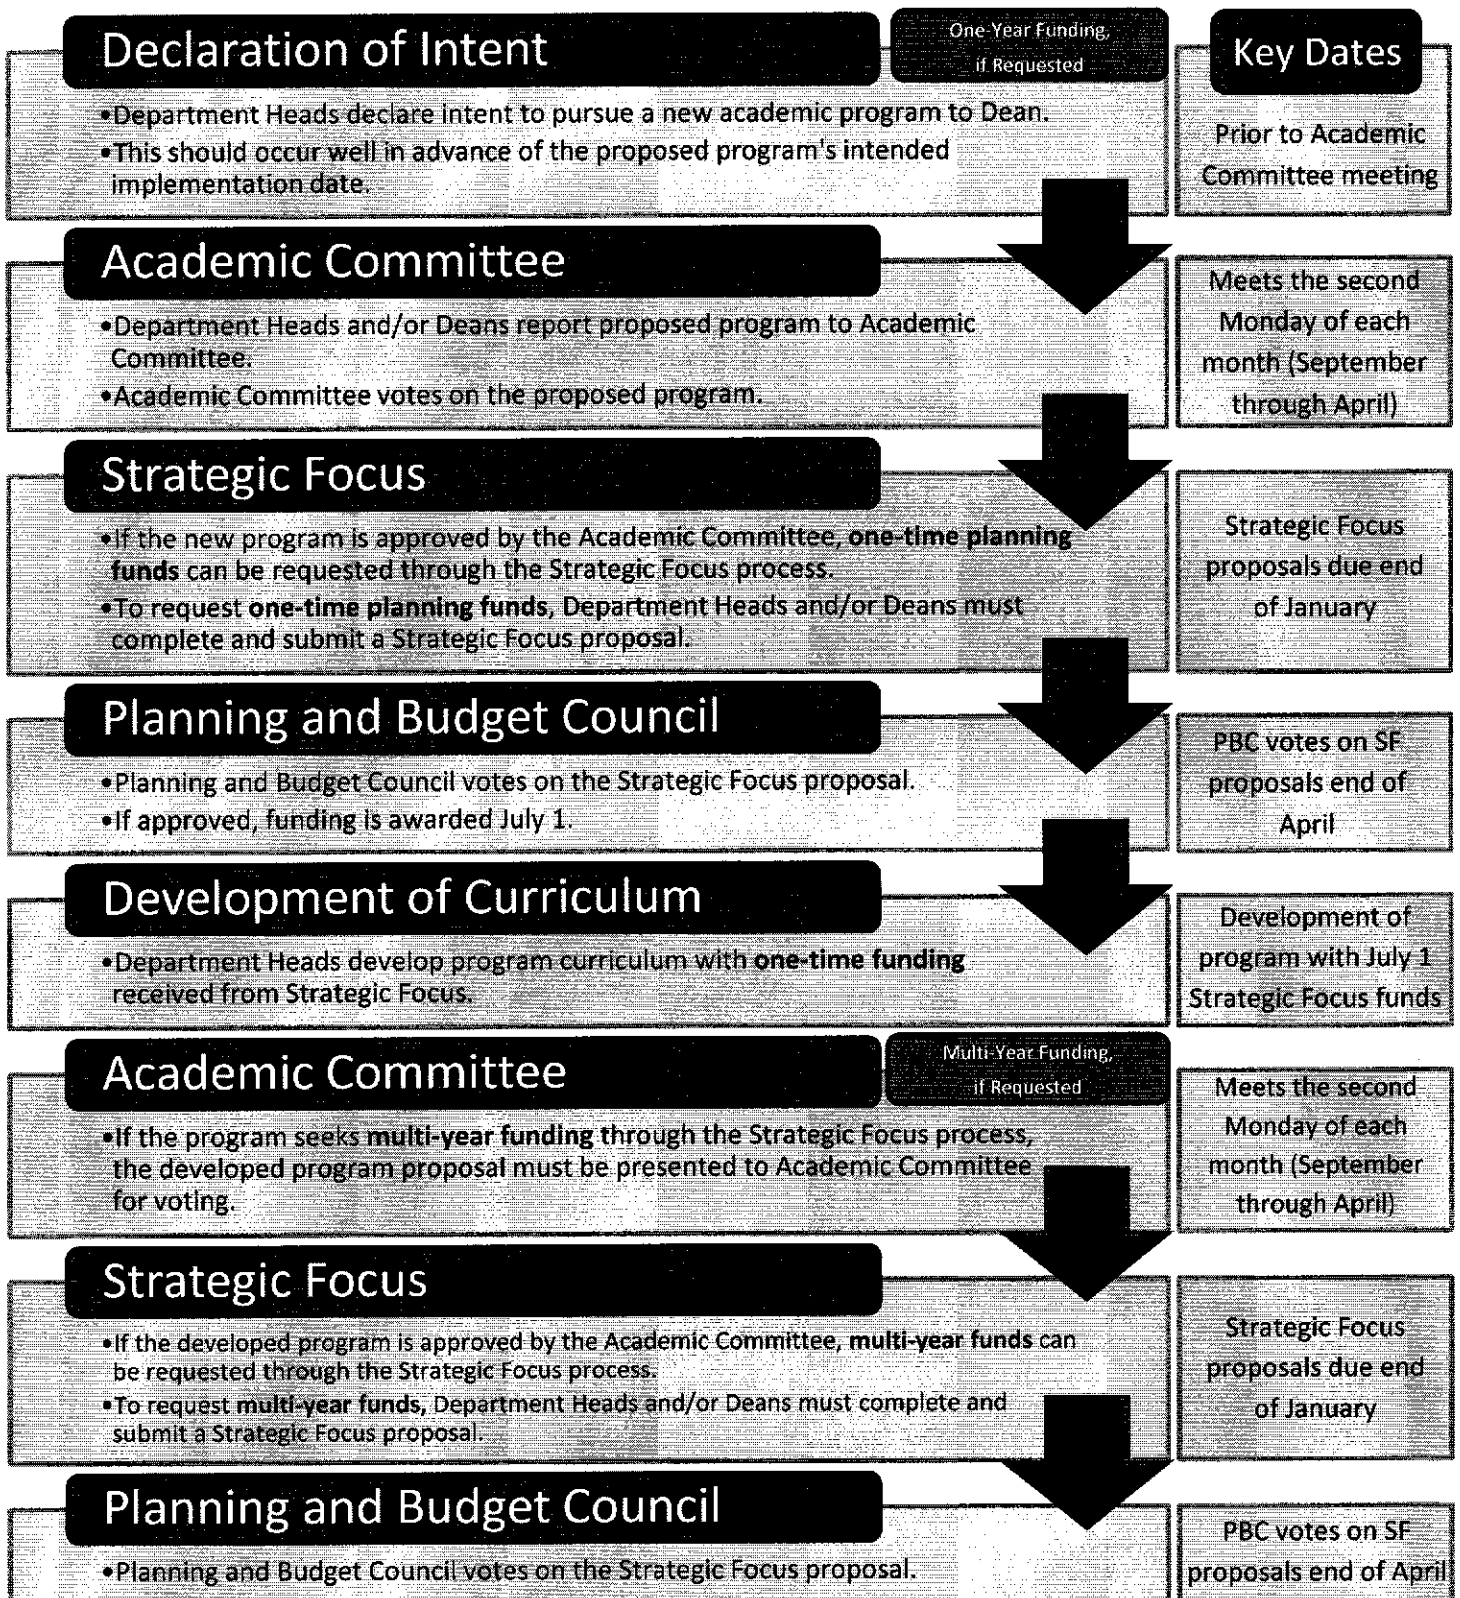 Declaration of Intent
One-Year Funding,
if Requested
Key Dates
•Department Heads declare intent to pursue a new academic program to Dean.
•This should occur well in advance of the proposed program's intended
implementation date.
Prior to Academic
Committee meeting
Academic Committee
•Department Heads and/or Deans report proposed program to Academic
Committee.
•Academic Committee votes on the proposed program.
Meets the second
Monday of each
month (September
through April)
Strategic Focus
•If the new program is approved by the Academic Committee, one-time planning
funds can be requested through the Strategic Focus process.
•To request one-time planning funds, Department Heads and/or Deans must
complete and submit a Strategic Focus proposal.
Strategic Focus
proposals due end
of January
Planning and Budget Council
•Planning and Budget Council votes on the Strategic Focus proposal.
•If approved, funding is awarded July 1.
PBC votes on SF
proposals end of
April
Development of Curriculum
•Department Heads develop program curriculum with one-time funding
received from Strategic Focus.
Development of
program with July 1
Strategic Focus funds
Academic Committee
Multi-Year Funding,
if Requested
•If the program seeks multi-year funding through the Strategic Focus process,
the developed program proposal must be presented to Academic Committee
for voting.
Meets the second
Monday of each
month (September
through April)
Strategic Focus
•If the developed program is approved by the Academic Committee, multi-year funds can
be requested through the Strategic Focus process.
•To request multi-year funds, Department Heads and/or Deans must complete and
submit a Strategic Focus proposal.
Strategic Focus
proposals due end
of January
Planning and Budget Council
•Planning and Budget Council votes on the Strategic Focus proposal.
PBC votes on SF
proposals end of April